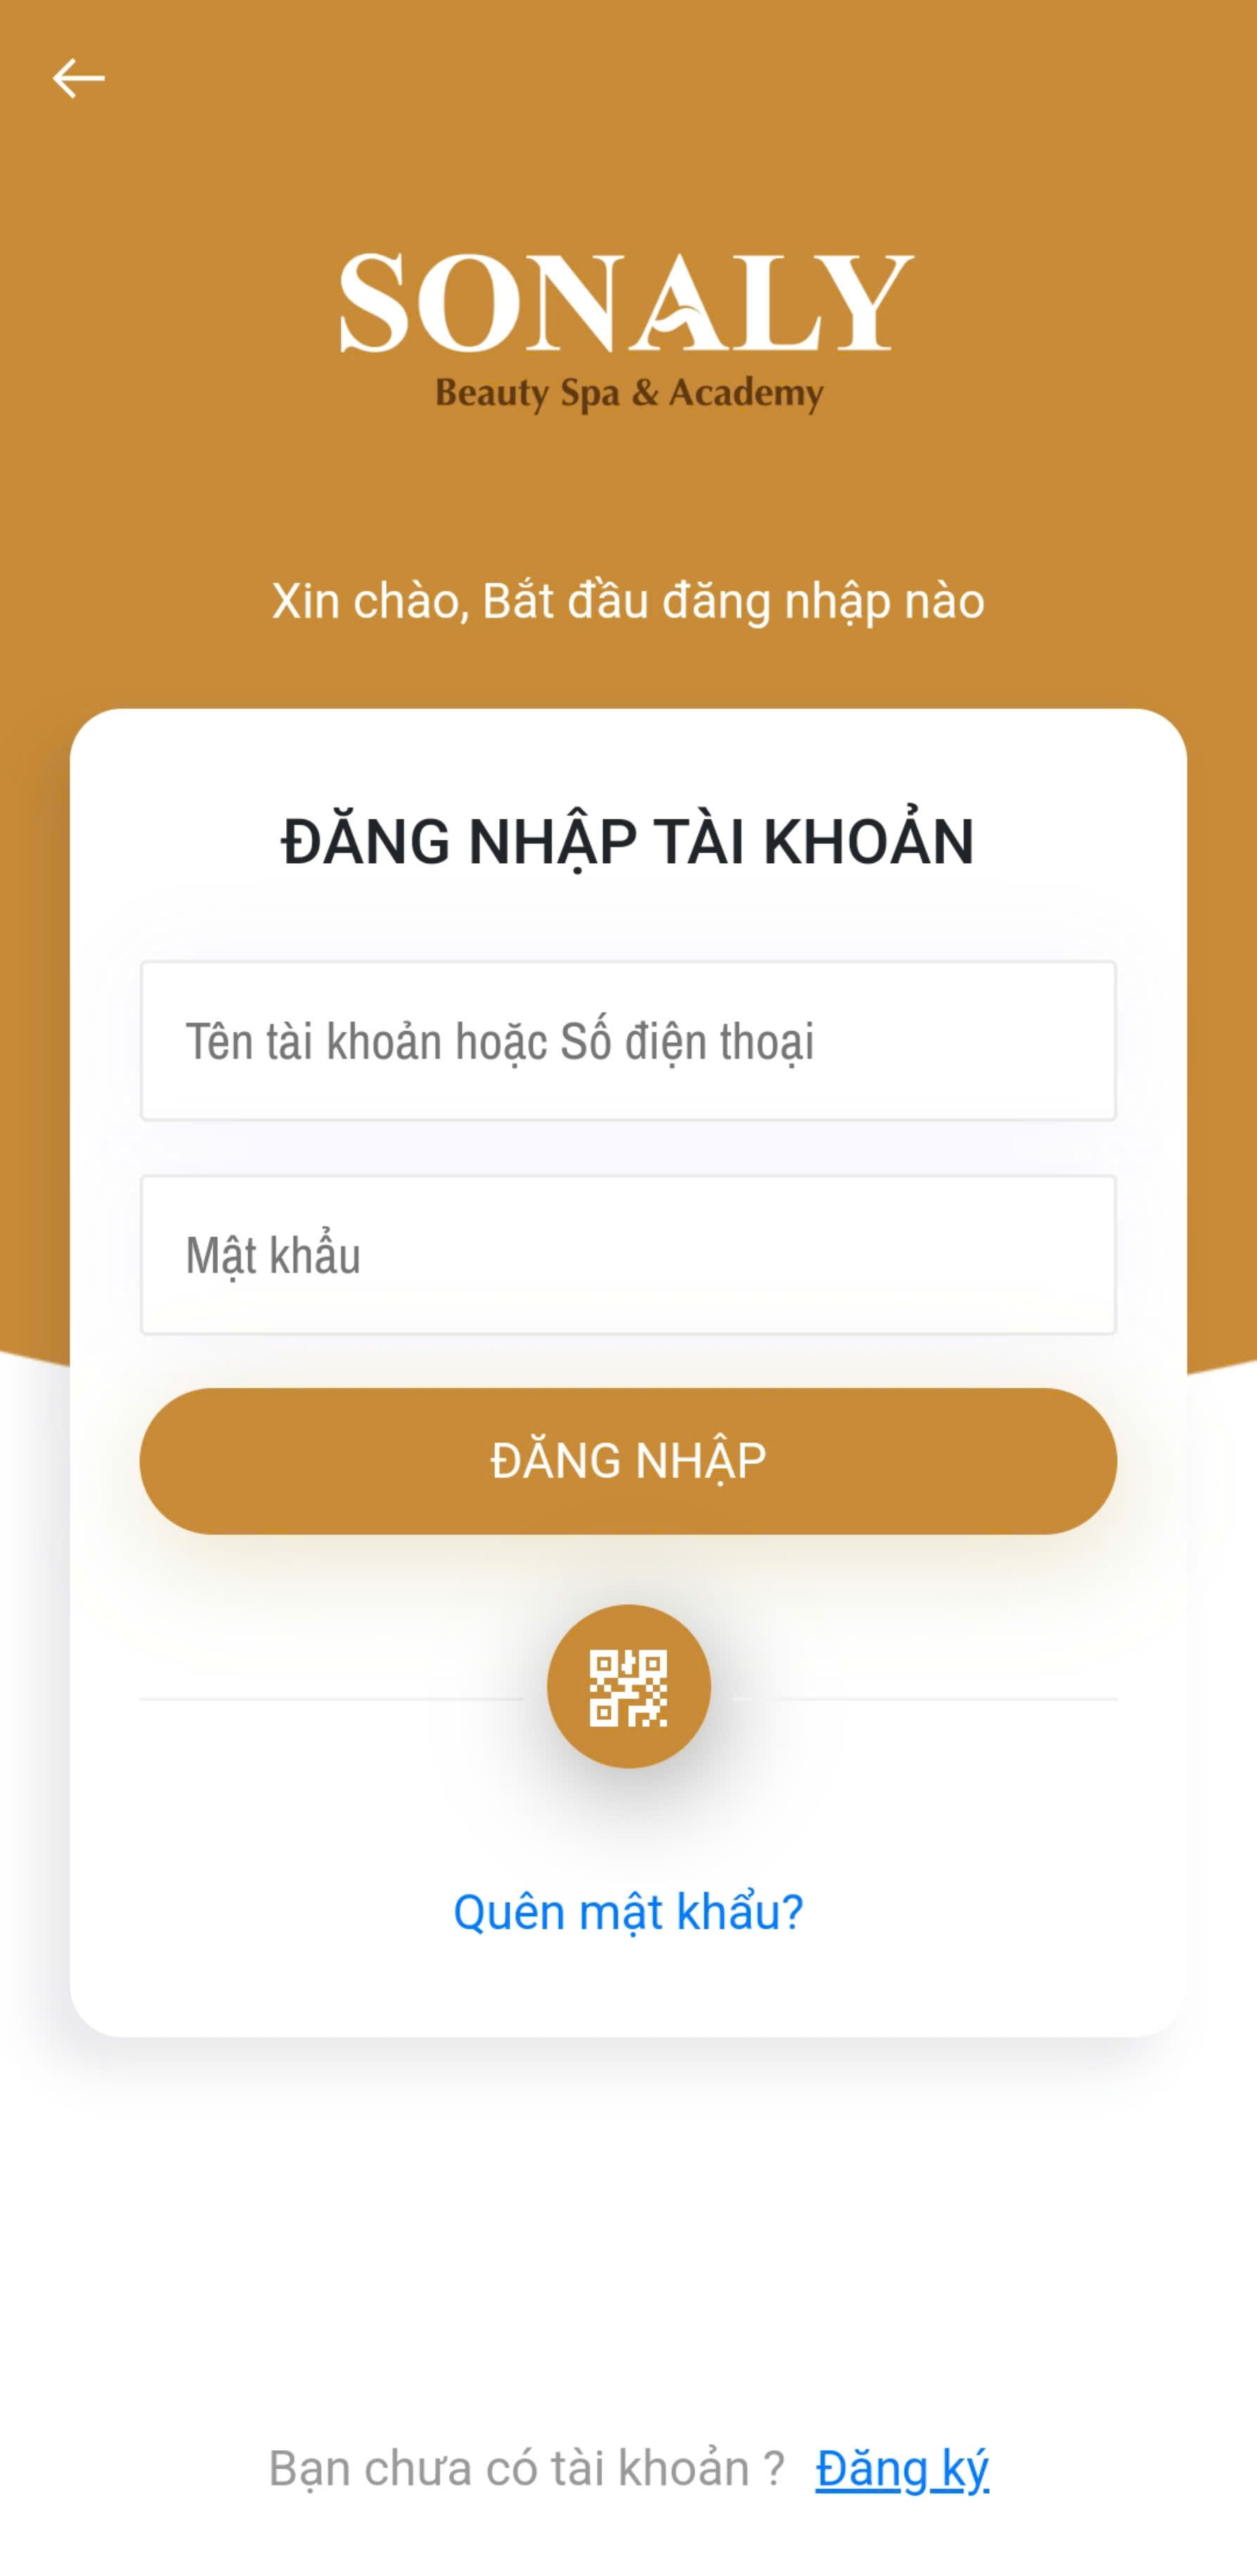 SONALY
Beauty Spa & Academy
Xin chào, Bắt đầu đăng nhập nào
ĐĂNG NHẬP TÀI KHOẢN
Tên tài khoản hoặc Số điện thoại
Mật khẩu
ĐĂNG NHẬP
Quên mật khẩu?
Bạn chưa có tài khoản ? Đăng ký